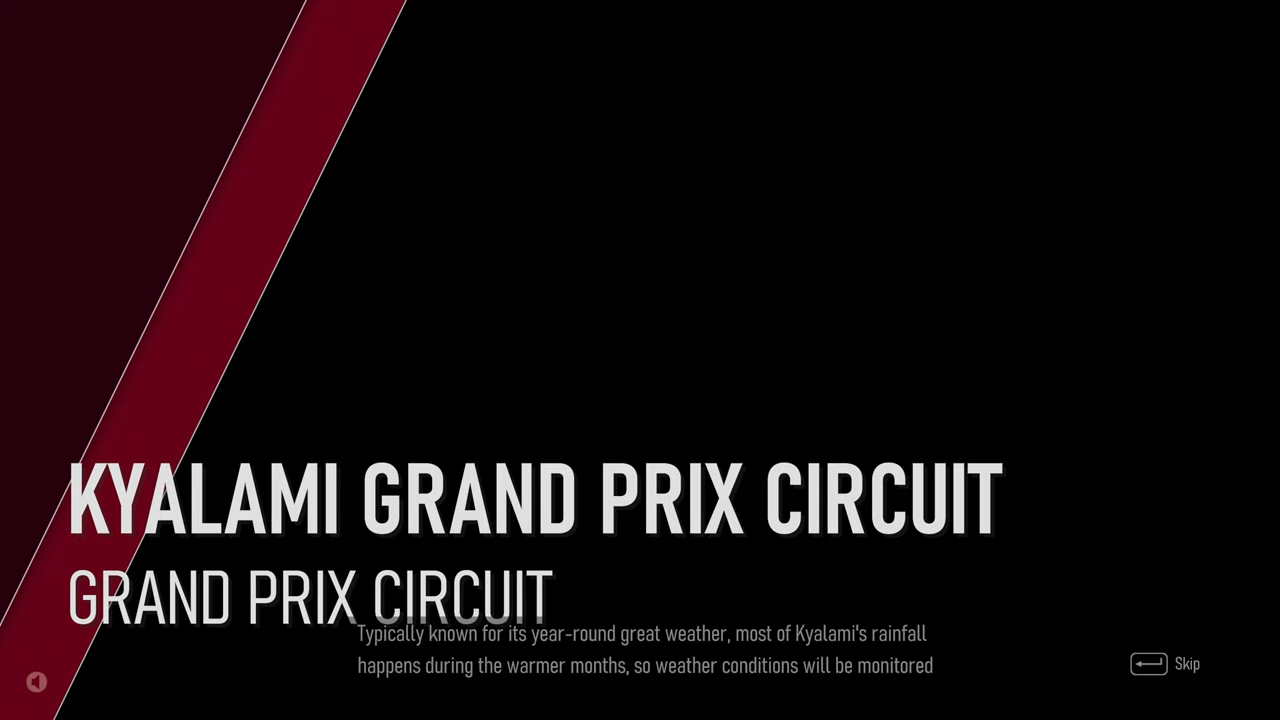 KYALAMI GRAND PRIX CIRCUIT
GRAND PRIX CIRCUIT
Typically known for its year-round great weather, most of Kyalami's rainfall
happens during the warmer months, so weather conditions will be monitored
Skip